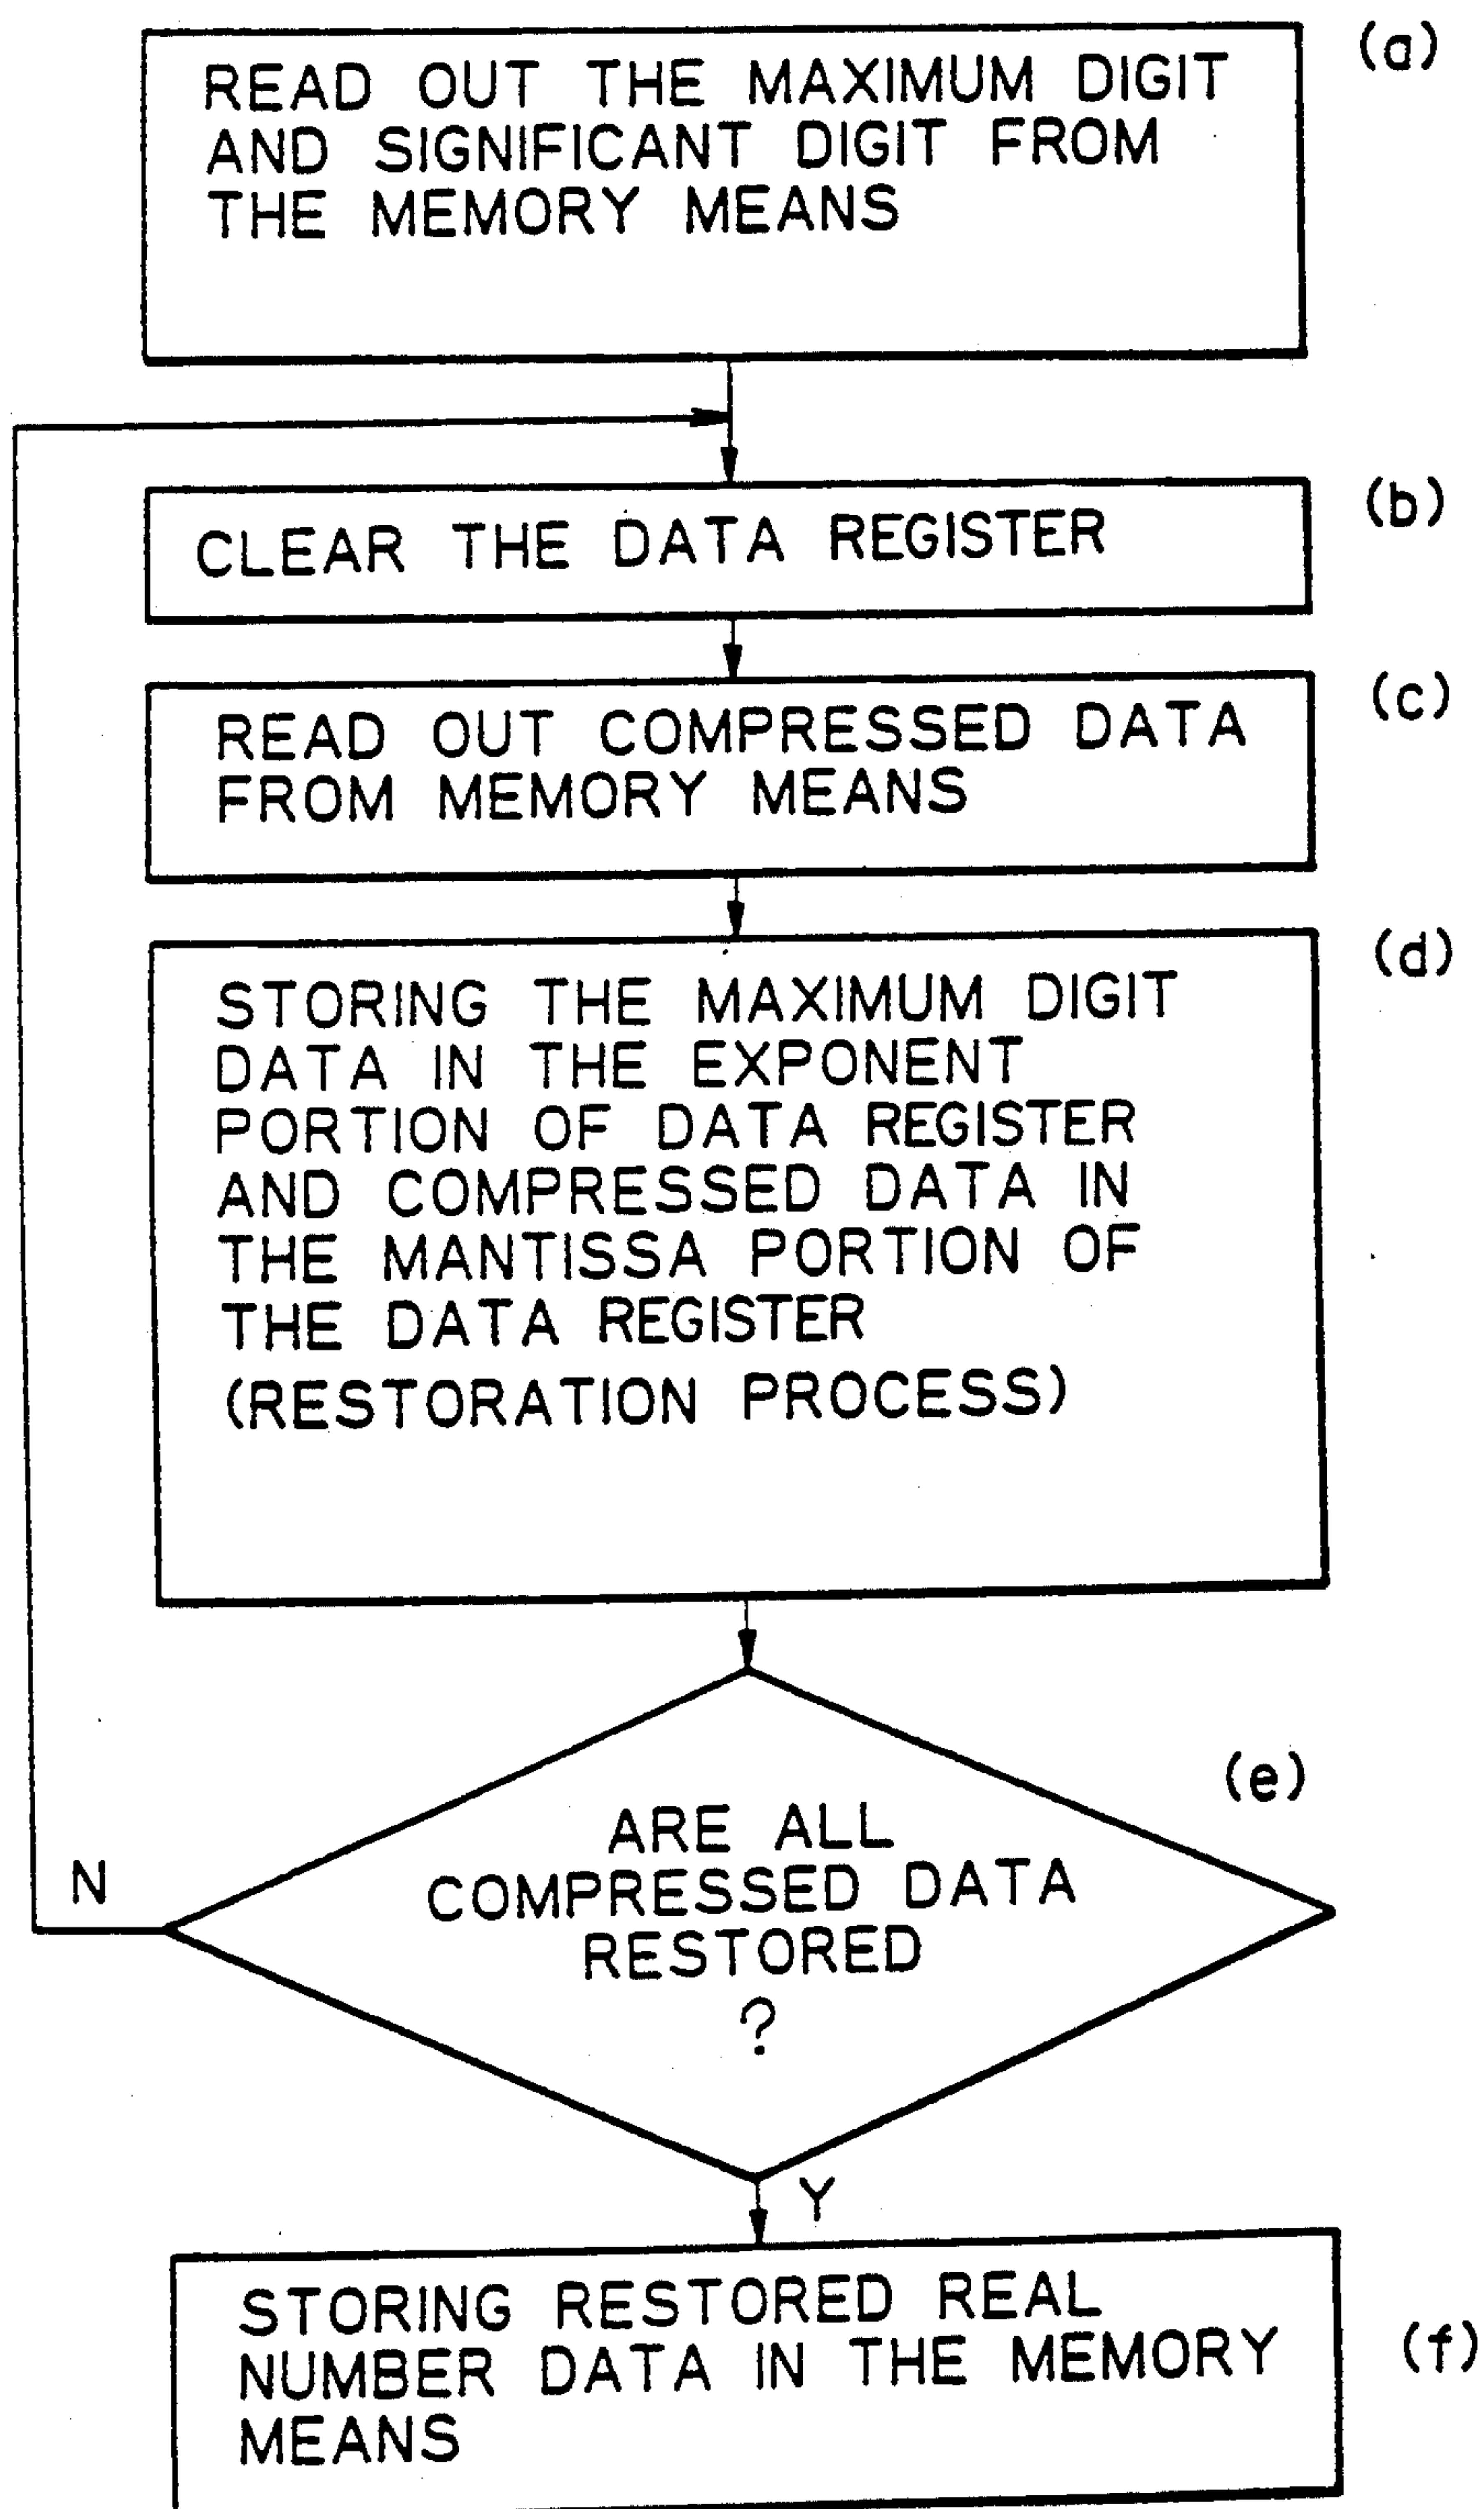 (a)
READ OUT THE MAXIMUM DIGIT
AND SIGNIFICANT DIGIT FROM
THE MEMORY MEANS
(b)
CLEAR THE DATA REGISTER
(c)
READ OUT COMPRESSED DATA
FROM MEMORY MEANS
(d)
STORING THE MAXIMUM DIGIT
DATA IN THE EXPONENT
PORTION OF DATA REGISTER
AND COMPRESSED DATA IN
THE MANTISSA PORTION OF
THE DATA REGISTER
(RESTORATION PROCESS)
(e)
ARE ALL
COMPRESSED DATA
RESTORED
?
N
Y
STORING RESTORED REAL
NUMBER DATA IN THE MEMORY
MEANS
(f)